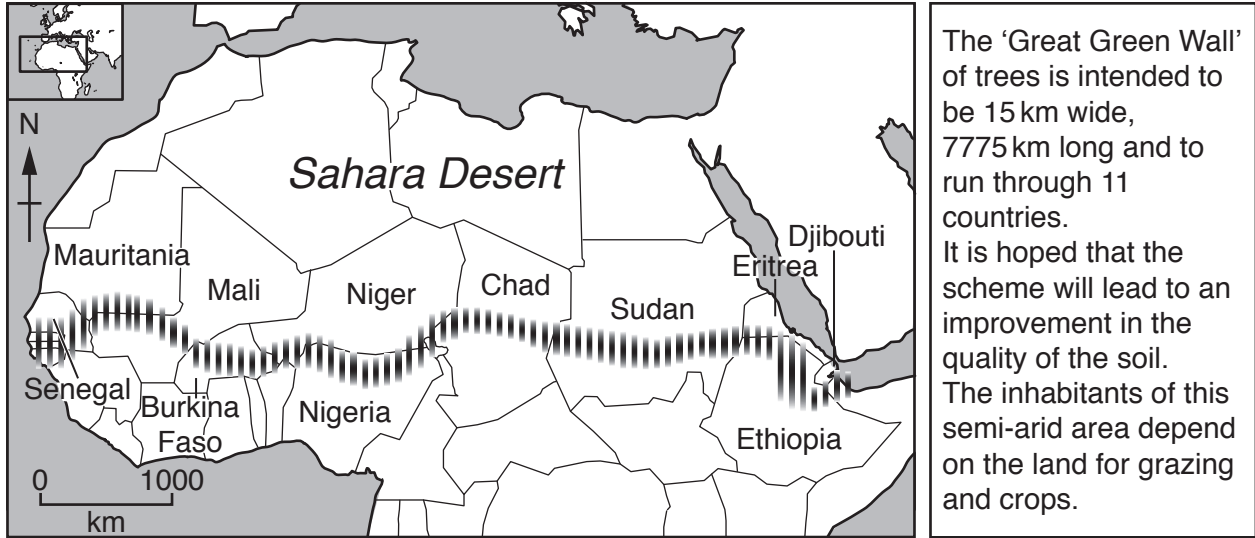 N
Sahara Desert
Mauritania
Mali
Niger
Chad
Sudan
Eritrea
Djibouti
Senegal
Burkina
Faso
Nigeria
Ethiopia
0 1000
km
The ‘Great Green Wall’
of trees is intended to
be 15 km wide,
7775 km long and to
run through 11
countries.
It is hoped that the
scheme will lead to an
improvement in the
quality of the soil.
The inhabitants of this
semi-arid area depend
on the land for grazing
and crops.